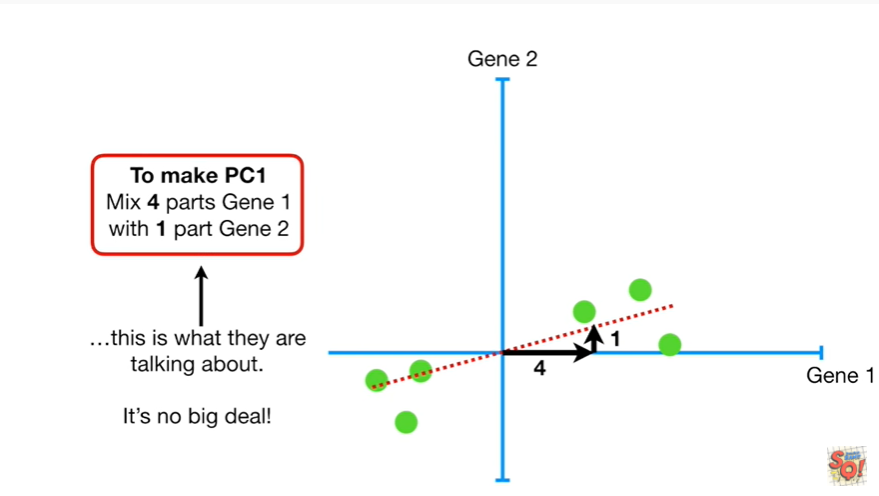 Gene 2
To make PC1
Mix 4 parts Gene 1
with 1 part Gene 2
…this is what they are
talking about.
It’s no big deal!
1
4
Gene 1
SQ!